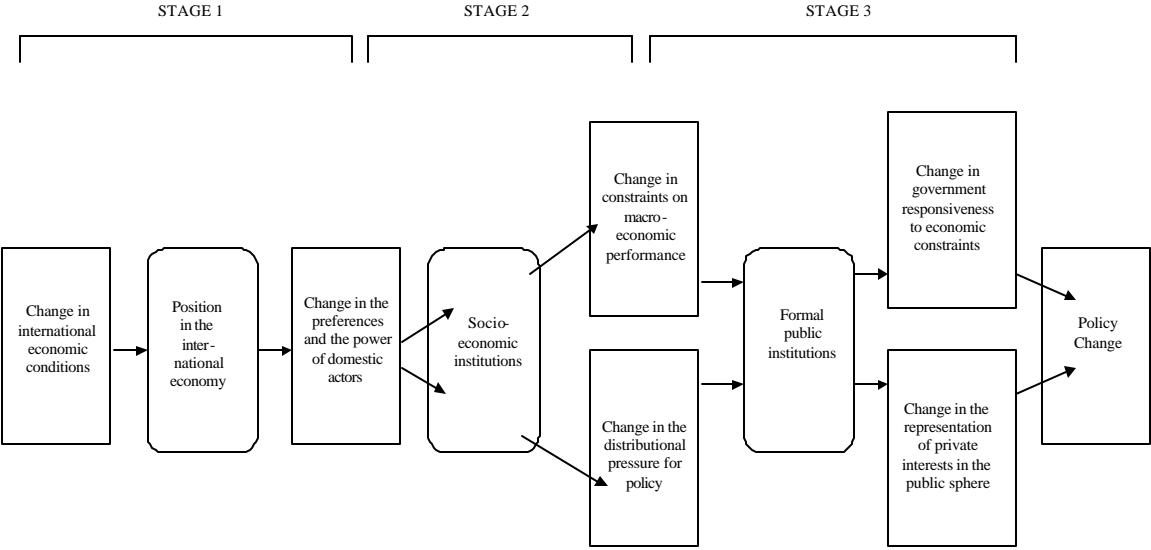 STAGE 1
STAGE 2
STAGE 3
Change in
international
economic
conditions
Position
in the
inter-
national
economy
Change in the
preferences
and the power
of domestic
actors
Socio-
economic
institutions
Change in
constraints on
macro-
economic
performance
Change in the
distributional
pressure for
policy
Formal
public
institutions
Change in
government
responsiveness
to economic
constraints
Change in the
representation
of private
interests in the
public sphere
Policy
Change